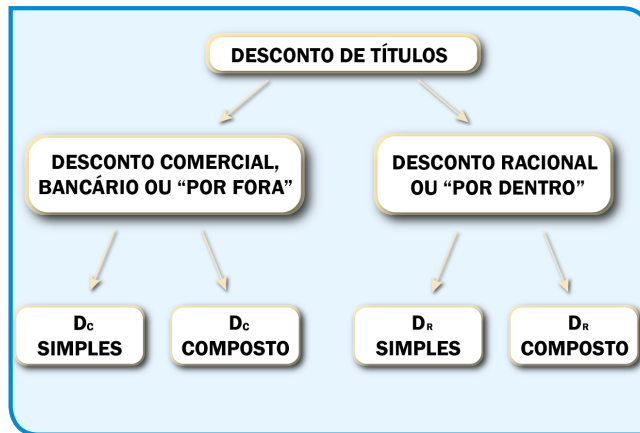 DESCONTO DE TÍTULOS
DESCONTO COMERCIAL,
BANCÁRIO OU “POR FORA”
DESCONTO RACIONAL
OU “POR DENTRO”
Dc
SIMPLES
Dc
COMPOSTO
DR
SIMPLES
DR
COMPOSTO